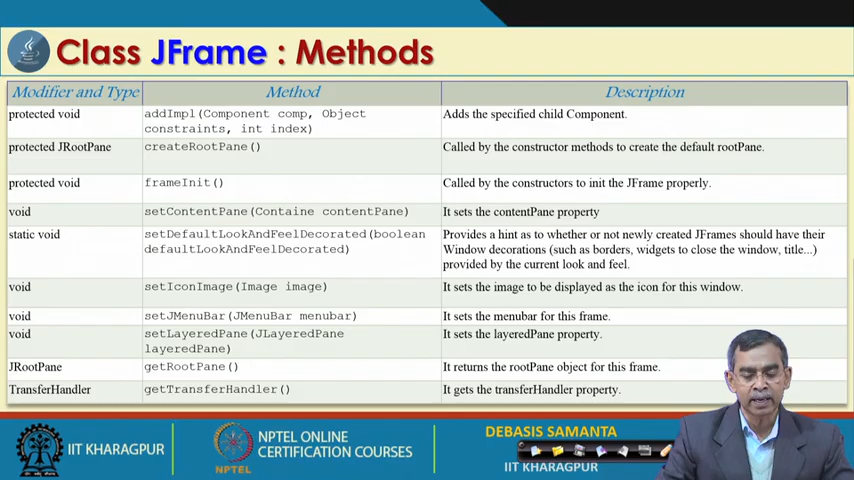 Class JFrame : Methods
Modifier and Type Method Description
protected void addImpl(Component comp, Object Adds the specified child Component.
constraints, int index)
protected JRootPane createRootPane() Called by the constructor methods to create the default rootPane.
protected void frameInit() Called by the constructors to init the JFrame properly.
void setContentPane(Containe contentPane) It sets the contentPane property
static void setDefaultLookAndFeelDecorated(boolean Provides a hint as to whether or not newly created JFrames should have their
defaultLookAndFeelDecorated) Window decorations (such as borders, widgets to close the window, title...)
provided by the current look and feel.
void setIconImage(Image image) It sets the image to be displayed as the icon for this window.
void setJMenuBar(JMenuBar menubar) It sets the menubar for this frame.
void setLayeredPane(JLayeredPane It sets the layeredPane property.
layeredPane)
JRootPane getRootPane() It returns the rootPane object for this frame.
TransferHandler getTransferHandler() It gets the transferHandler property.
IIT KHARAGPUR
NPTEL
NPTEL ONLINE
CERTIFICATION COURSES
DEBASIS SAMANTA
IIT KHARAGPUR